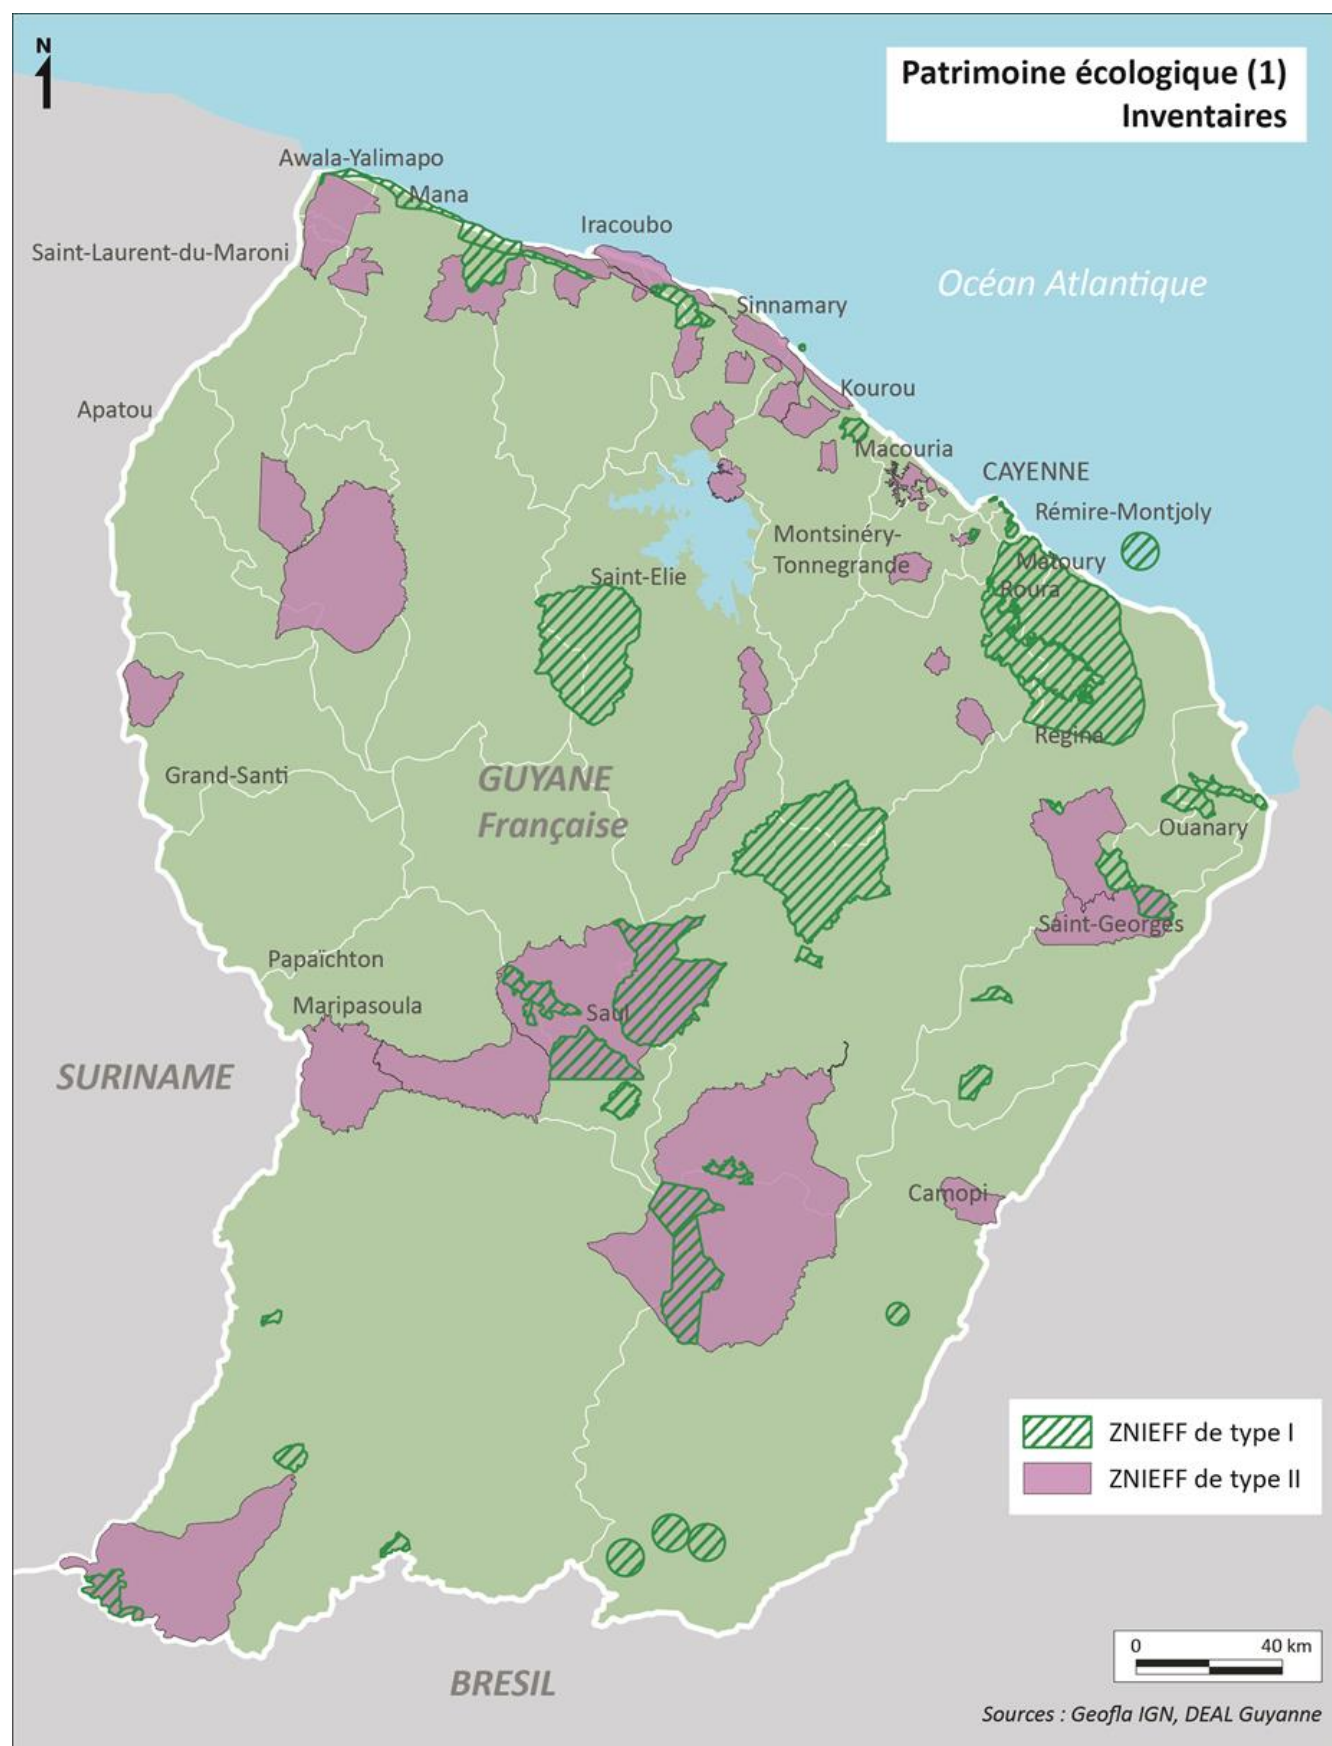 N
Patrimoine écologique (1)
Inventaires
Awala-Yalimapo
Mana
Iracoubo
Saint-Laurent-du-Maroni
Océan Atlantique
Sinnamary
Kourou
Apatou
Macouria
CAYENNE
Rémire-Montjoly
Montsinéry-
Tonnegrande
Matoury
Saint-Elie
Roura
Regina
GUYANE
Française
Grand-Santi
Ouanary
Saint-Georges
Papaïchton
Maripasoula
Saul
SURINAME
Camopi
ZNIEFF de type I
ZNIEFF de type II
0 40 km
BRESIL
Sources : Geofla IGN, DEAL Guyanne